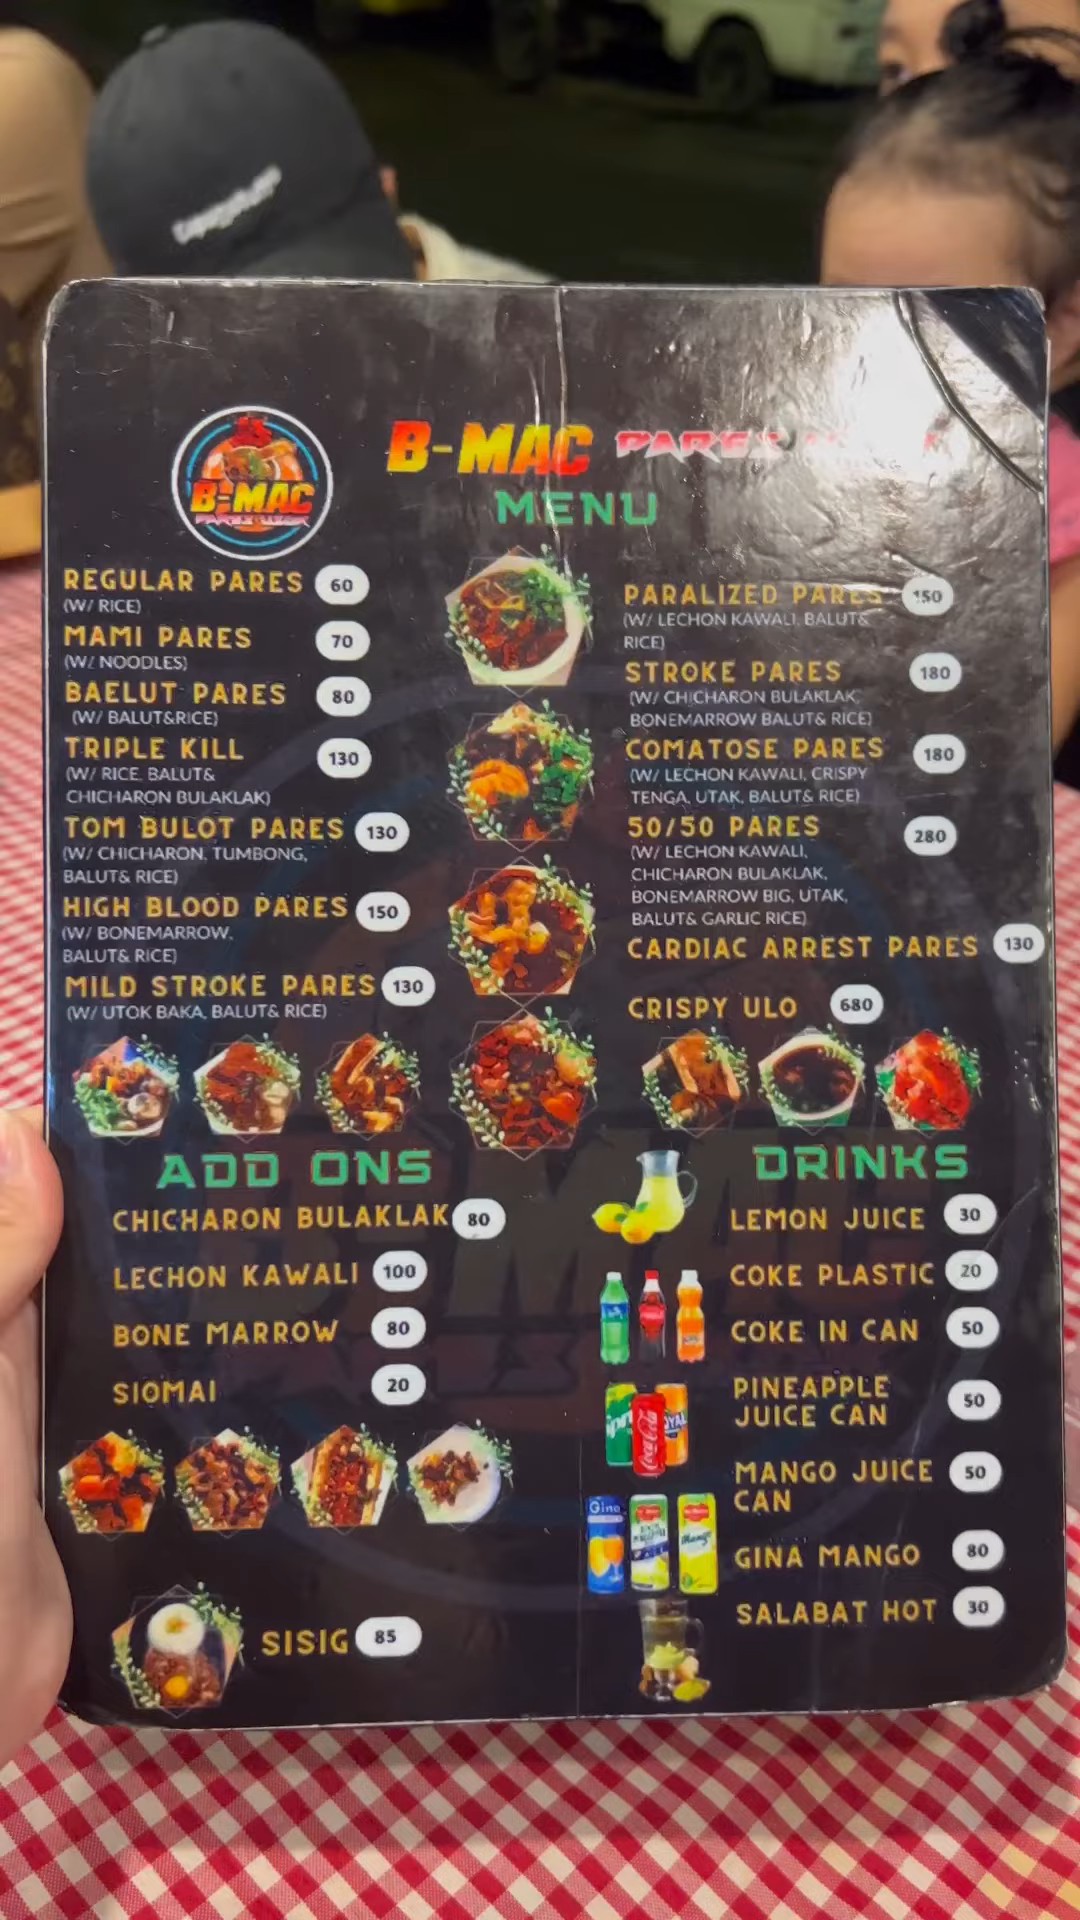 B-MAC PARES
MENU
B-MAC
REGULAR PARES 60
(W/ RICE)
MAMI PARES 70
(W/ NOODLES)
BAELUT PARES 80
(W/ BALUT&RICE)
TRIPLE KILL 130
(W/ RICE, BALUT&
CHICHARON BULAKLAK)
TOM BULOT PARES 130
(W/ CHICHARON, TUMBONG,
BALUT& RICE)
HIGH BLOOD PARES 150
(W/ BONEMARROW,
BALUT& RICE)
MILD STROKE PARES 130
(W/ UTOK BAKA, BALUT& RICE)
PARALIZED PARES 150
(W/ LECHON KAWALI, BALUT&
RICE)
STROKE PARES 180
(W/ CHICHARON BULAKLAK,
BONEMARROW BALUT& RICE)
COMATOSE PARES 180
(W/ LECHON KAWALI, CRISPY
TENGA, UTAK, BALUT& RICE)
50/50 PARES 280
(W/ LECHON KAWALI,
CHICHARON BULAKLAK,
BONEMARROW BIG, UTAK,
BALUT& GARLIC RICE)
CARDIAC ARREST PARES 130
CRISPY ULO 680
ADD ONS
CHICHARON BULAKLAK 80
LECHON KAWALI 100
BONE MARROW 80
SIOMAI 20
SISIG 85
DRINKS
LEMON JUICE 30
COKE PLASTIC 20
COKE IN CAN 50
PINEAPPLE
JUICE CAN 50
MANGO JUICE 50
CAN
GINA MANGO 80
SALABAT HOT 30
Coca-Cola
Gina
Mango